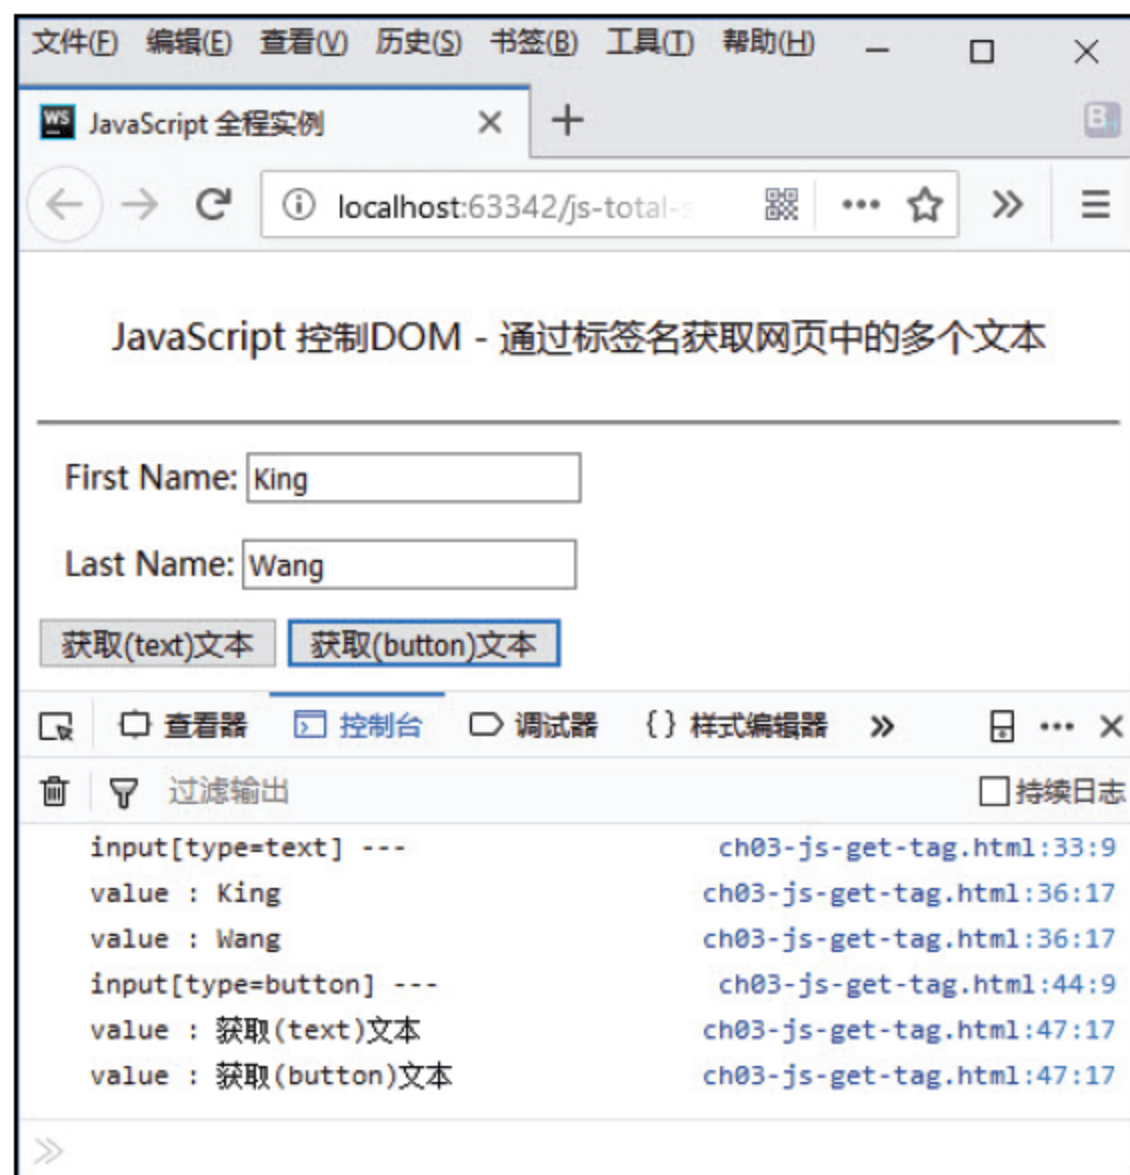 文件(F) 编辑(E) 查看(V) 历史(S) 书签(B) 工具(T) 帮助(H)
WS JavaScript 全程实例
localhost:63342/js-total-s
JavaScript 控制DOM - 通过标签名获取网页中的多个文本
First Name: King
Last Name: Wang
获取(text)文本 获取(button)文本
查看器 控制台 调试器 {} 样式编辑器
过滤输出 持续日志
input[type=text] --- ch03-js-get-tag.html:33:9
value : King ch03-js-get-tag.html:36:17
value : Wang ch03-js-get-tag.html:36:17
input[type=button] --- ch03-js-get-tag.html:44:9
value : 获取(text)文本 ch03-js-get-tag.html:47:17
value : 获取(button)文本 ch03-js-get-tag.html:47:17